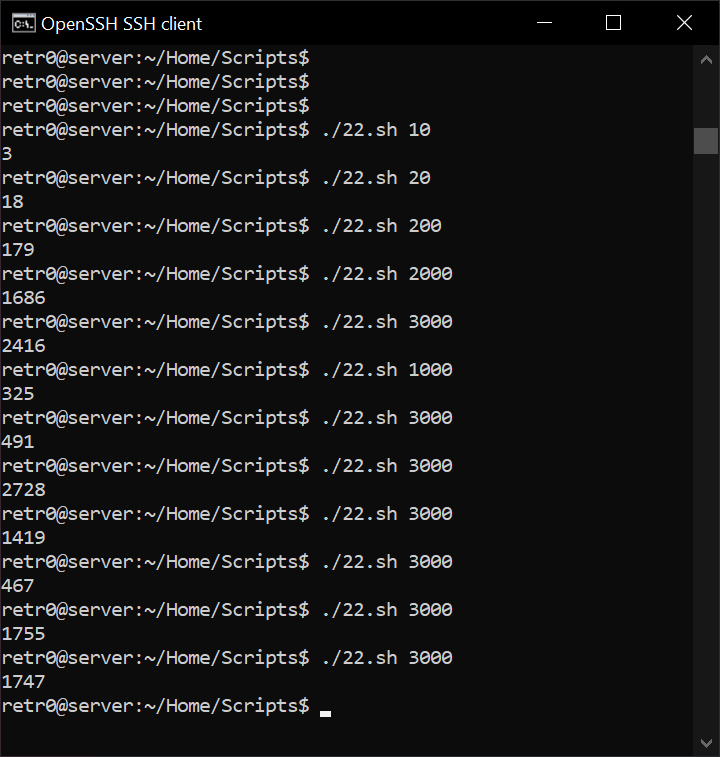 OpenSSH SSH client
retr0@server:~/Home/Scripts$
retr0@server:~/Home/Scripts$
retr0@server:~/Home/Scripts$
retr0@server:~/Home/Scripts$ ./22.sh 10
3
retr0@server:~/Home/Scripts$ ./22.sh 20
18
retr0@server:~/Home/Scripts$ ./22.sh 200
179
retr0@server:~/Home/Scripts$ ./22.sh 2000
1686
retr0@server:~/Home/Scripts$ ./22.sh 3000
2416
retr0@server:~/Home/Scripts$ ./22.sh 1000
325
retr0@server:~/Home/Scripts$ ./22.sh 3000
491
retr0@server:~/Home/Scripts$ ./22.sh 3000
2728
retr0@server:~/Home/Scripts$ ./22.sh 3000
1419
retr0@server:~/Home/Scripts$ ./22.sh 3000
467
retr0@server:~/Home/Scripts$ ./22.sh 3000
1755
retr0@server:~/Home/Scripts$ ./22.sh 3000
1747
retr0@server:~/Home/Scripts$